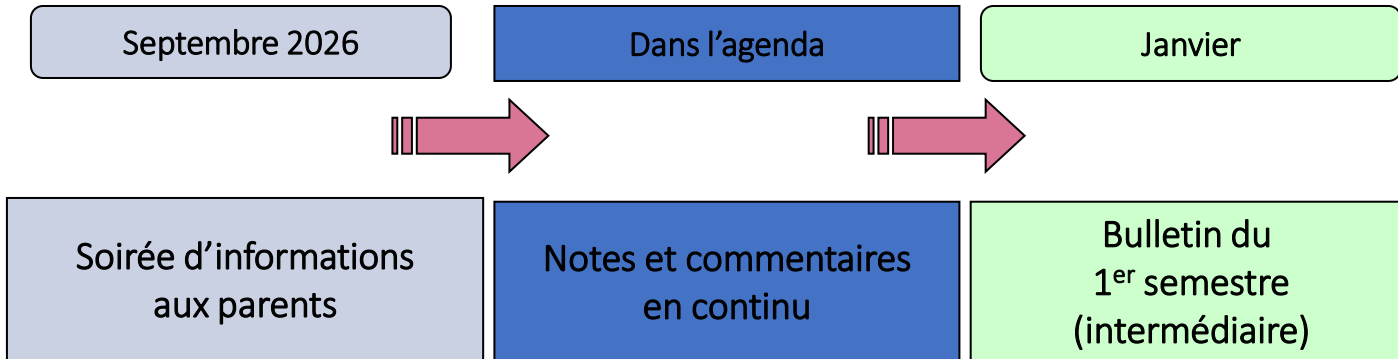 Septembre 2026
Dans l’agenda
Janvier
Soirée d’informations
aux parents
Notes et commentaires
en continu
Bulletin du
1er semestre
(intermédiaire)